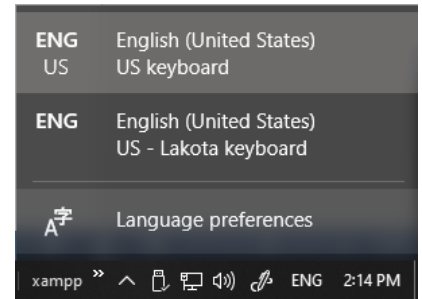 ENG English (United States)
US US keyboard
ENG English (United States)
US - Lakota keyboard
Language preferences
xampp » ENG 2:14 PM